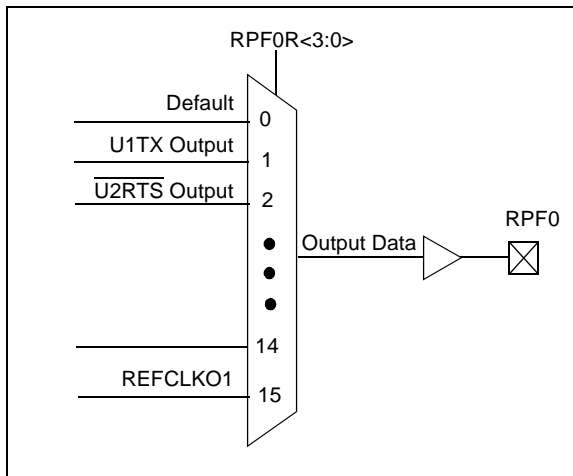 RPF0R<3:0>
Default
0
U1TX Output
1
U2RTS Output
2
RPF0
Output Data
14
REFCLKO1
15